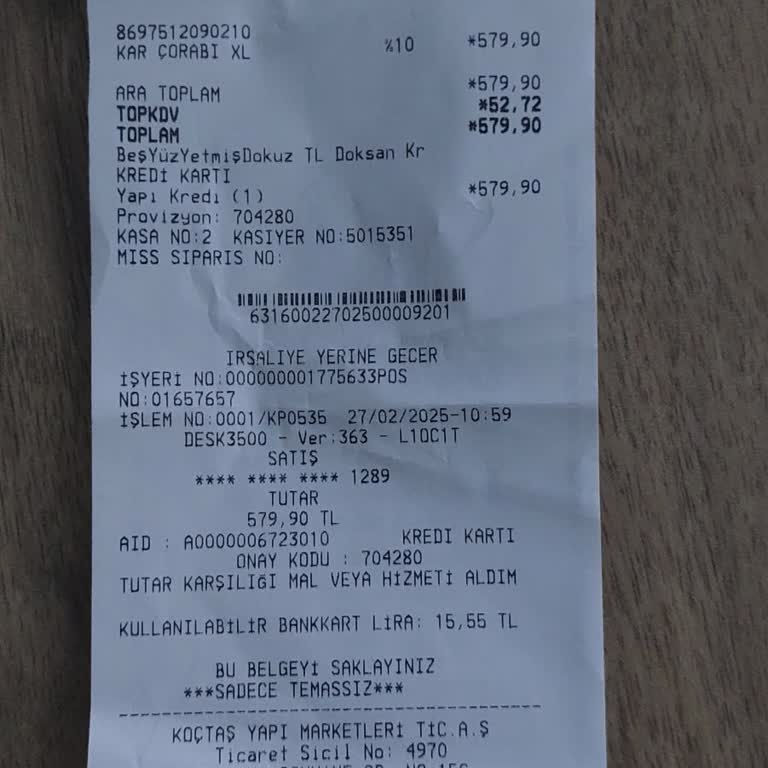 8697512090210
KAR ÇORABI XL %10 *579,90
ARA TOPLAM *579,90
TOPKDV *52,72
TOPLAM *579,90
BeşYüzYetmişDokuz TL Doksan Kr
KREDİ KARTI
Yapı Kredi (1) *579,90
Provizyon: 704280
KASA NO:2 KASIYER NO:5015351
MISS SIPARIS NO:
63160022702500009201
IRSALIYE YERINE GECER
İŞYERİ NO:000000001775633POS
NO:01657657
İŞLEM NO:0001/KP0535 27/02/2025-10:59
DESK3500 - Ver:363 - L10C1T
SATIŞ
**** **** **** 1289
TUTAR
579,90 TL
AID : A0000006723010 KREDI KARTI
ONAY KODU : 704280
TUTAR KARŞILIĞI MAL VEYA HİZMETİ ALDIM
KULLANILABİLİR BANKKART LİRA: 15,55 TL
BU BELGEYİ SAKLAYINIZ
***SADECE TEMASSIZ***
KOÇTAŞ YAPI MARKETLERİ TİC.A.Ş
Ticaret Sicil No: 4970